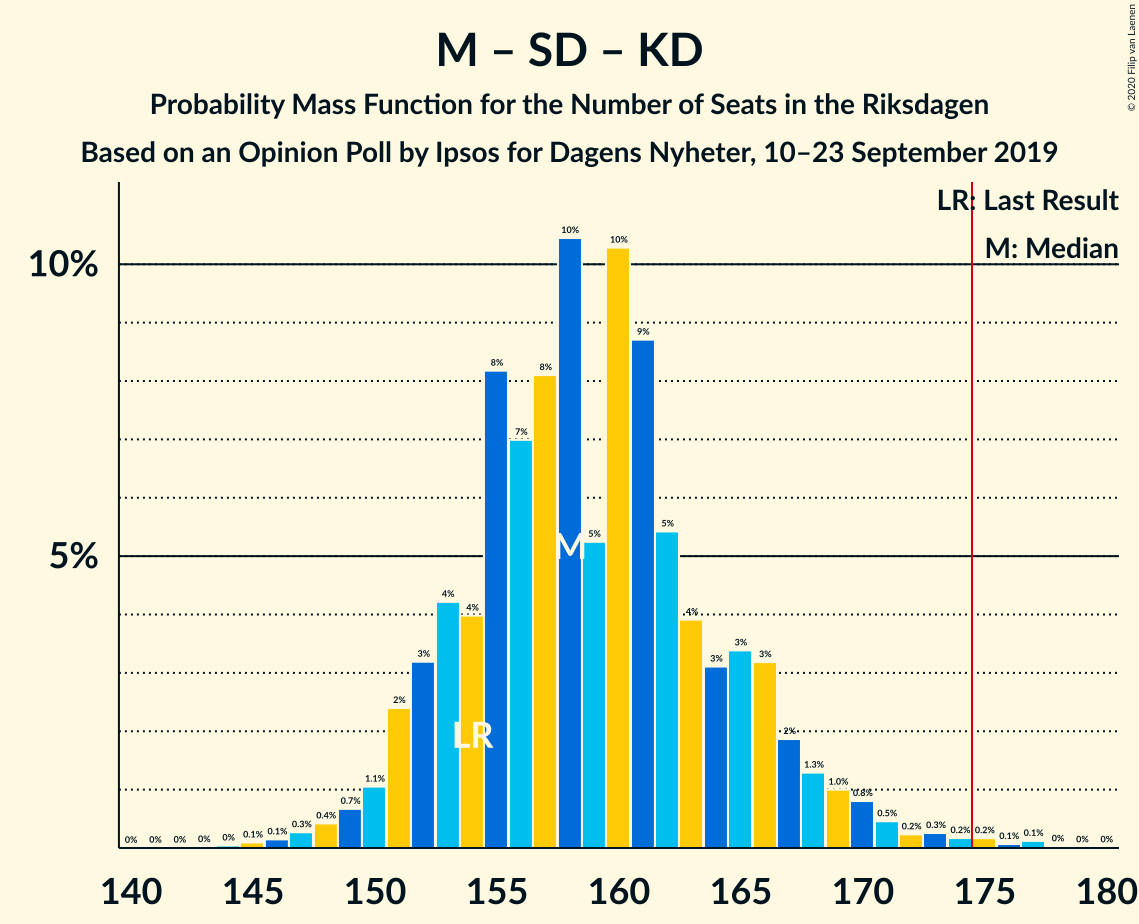 M – SD – KD
Probability Mass Function for the Number of Seats in the Riksdagen
Based on an Opinion Poll by Ipsos for Dagens Nyheter, 10–23 September 2019
© 2020 Filip van Laenen
LR: Last Result
M: Median
10%
5%
0% 0% 0% 0% 0% 0.1% 0.1% 0.3% 0.4% 0.7% 1.1% 2% 3% 4% 4% 8% 7% 8% 10% 5% 10% 9% 5% 4% 3% 3% 3% 2% 1.3% 1.0% 0.8% 0.5% 0.2% 0.3% 0.2% 0.2% 0.1% 0.1% 0% 0% 0%
M
LR
140 145 150 155 160 165 170 175 180